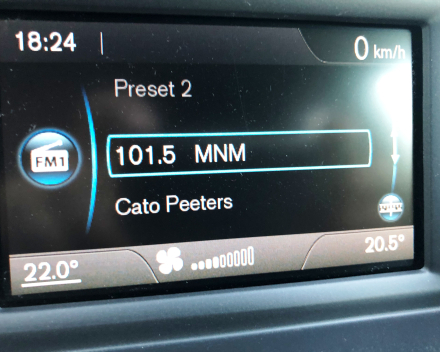 18:24 0 km/h
Preset 2
FM1
101.5 MNM
Cato Peeters
22.0° 20.5°